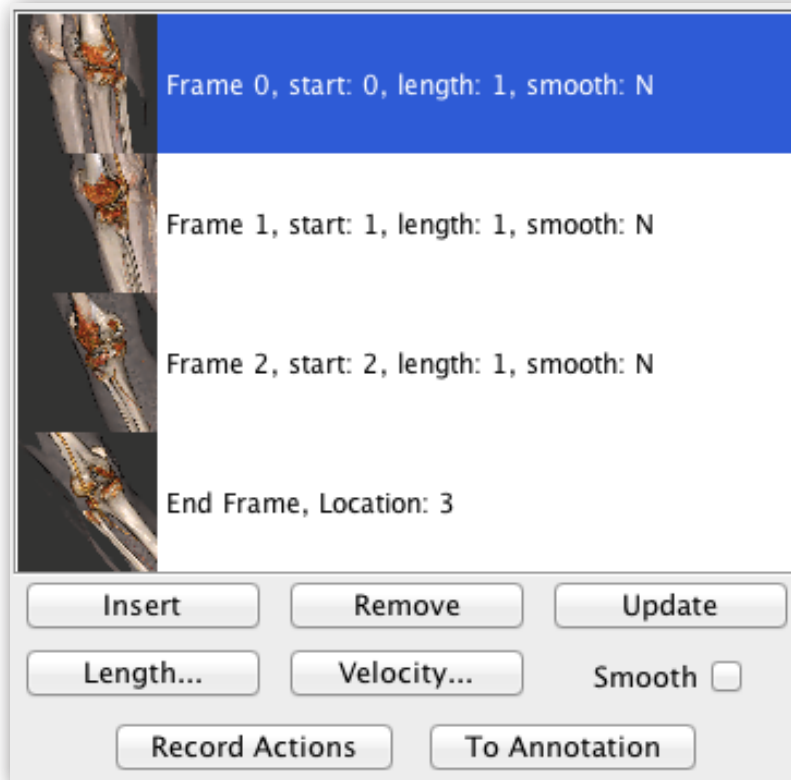 Frame 0, start: 0, length: 1, smooth: N
Frame 1, start: 1, length: 1, smooth: N
Frame 2, start: 2, length: 1, smooth: N
End Frame, Location: 3
Insert Remove Update
Length... Velocity... Smooth
Record Actions To Annotation